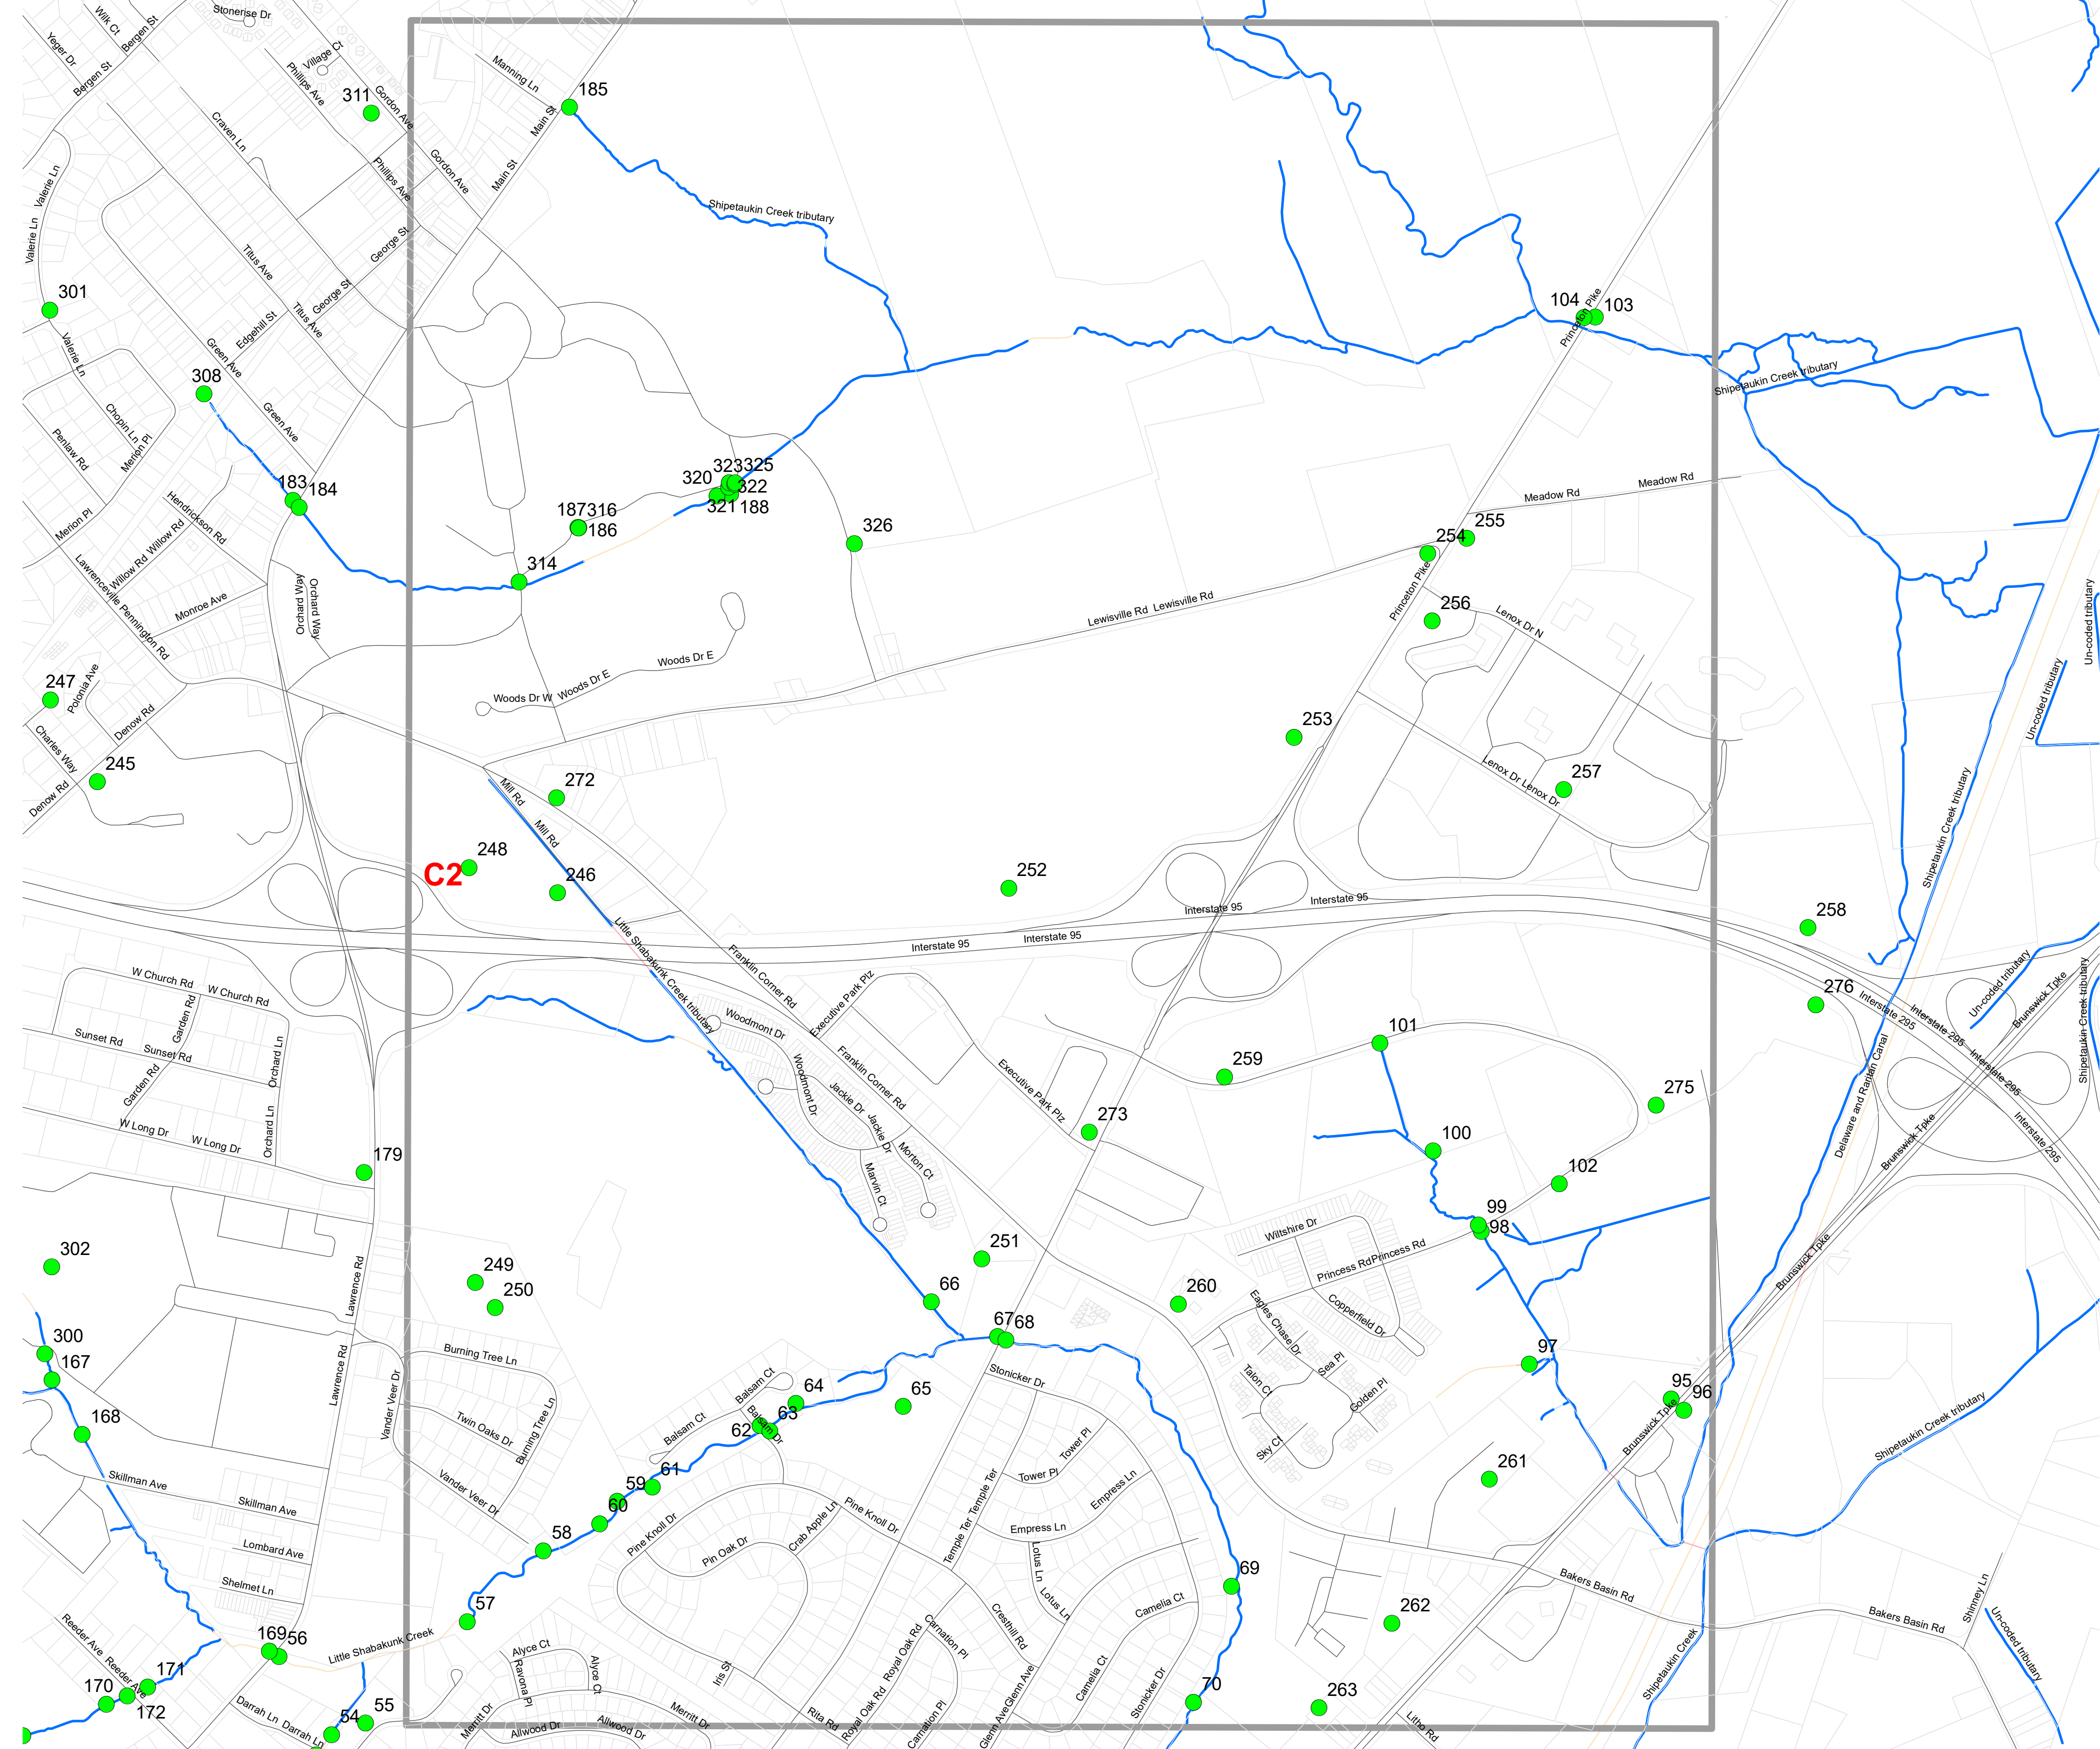 Stonerise Dr
Wilk Ct
Bergen St
Yeger Dr
Bergen St
Village Ct
Phillips Ave
311
Gordon Ave
Manning Ln
185
Main St
Craven Ln
Gordon Ave
Phillips Ave
Main St
Valerie Ln
Valerie Ln
Shipetaukin Creek tributary
George St
Titus Ave
301
George St
Titus Ave
Edgehill St
104
Princeton Pike
103
Valerie Ln
Green Ave
308
Shipetaukin Creek tributary
Chopin Ln
Green Ave
Merion Pl
Penlaw Rd
183
184
Hendrickson Rd
Merion Pl
Willow Rd
Willow Rd
320
323
325
322
321
188
187
316
186
326
314
Meadow Rd
Meadow Rd
255
254
Princeton Pike
256
Lenox Dr N
Lawrenceville Pennington Rd
Monroe Ave
Orchard Way
Orchard Way
Lewisville Rd
Lewisville Rd
Un-coded tributary
Un-coded tributary
Woods Dr E
Woods Dr E
Woods Dr W
247
Polonia Ave
Denow Rd
Charles Way
245
Denow Rd
253
257
Lenox Dr
Lenox Dr
272
Mill Rd
Mill Rd
248
C2
246
252
Shipetaukin Creek tributary
Interstate 95
Interstate 95
Interstate 95
Interstate 95
258
276
Little Shabakunk Creek tributary
Franklin Corner Rd
W Church Rd
W Church Rd
Garden Rd
Sunset Rd
Sunset Rd
Garden Rd
Orchard Ln
Orchard Ln
W Long Dr
W Long Dr
179
Woodmont Dr
Woodmont Dr
Executive Park Plz
Franklin Corner Rd
Jackie Dr
Jackie Dr
Morton Ct
Marvin Ct
Executive Park Plz
273
259
101
275
100
102
99
98
Interstate 295
Interstate 295
Interstate 295
Interstate 295
Un-coded tributary
Brunswick Tpke
Shipetaukin Creek tributary
Delaware and Raritan Canal
Brunswick Tpke
Brunswick Tpke
302
249
250
251
66
67
68
260
Wiltshire Dr
Princess Rd
Princess Rd
Copperfield Dr
Eagles Chase Dr
Sea Pl
Talon Ct
Golden Pl
Sky Ct
97
95
96
Brunswick Tpke
Lawrence Rd
Lawrence Rd
300
167
168
Burning Tree Ln
Burning Tree Ln
Vander Veer Dr
Twin Oaks Dr
Vander Veer Dr
Balsam Ct
Balsam Ct
Balsam Dr
64
63
62
65
Stonicker Dr
61
59
60
58
57
Skillman Ave
Skillman Ave
Lombard Ave
Shelmet Ln
Pine Knoll Dr
Pin Oak Dr
Crab Apple Ln
Pine Knoll Dr
Tower Pl
Tower Pl
Temple Ter
Temple Ter
Empress Ln
Empress Ln
Lotus Ln
Lotus Ln
69
261
262
263
Shipetaukin Creek tributary
Bakers Basin Rd
Bakers Basin Rd
Shinney Ln
Un-coded tributary
Shipetaukin Creek
Litho Rd
Camelia Ct
Camelia Ct
Cresthill Rd
Carnation Pl
Carnation Pl
Royal Oak Rd
Royal Oak Rd
Glenn Ave
Glenn Ave
Stonicker Dr
70
Iris St
Rita Rd
Little Shabakunk Creek
169
56
Reeder Ave
Reeder Ave
171
170
172
Darrah Ln
Darrah Ln
54
55
Alyce Ct
Alyce Ct
Ravona Pl
Merritt Dr
Merritt Dr
Allwood Dr
Allwood Dr